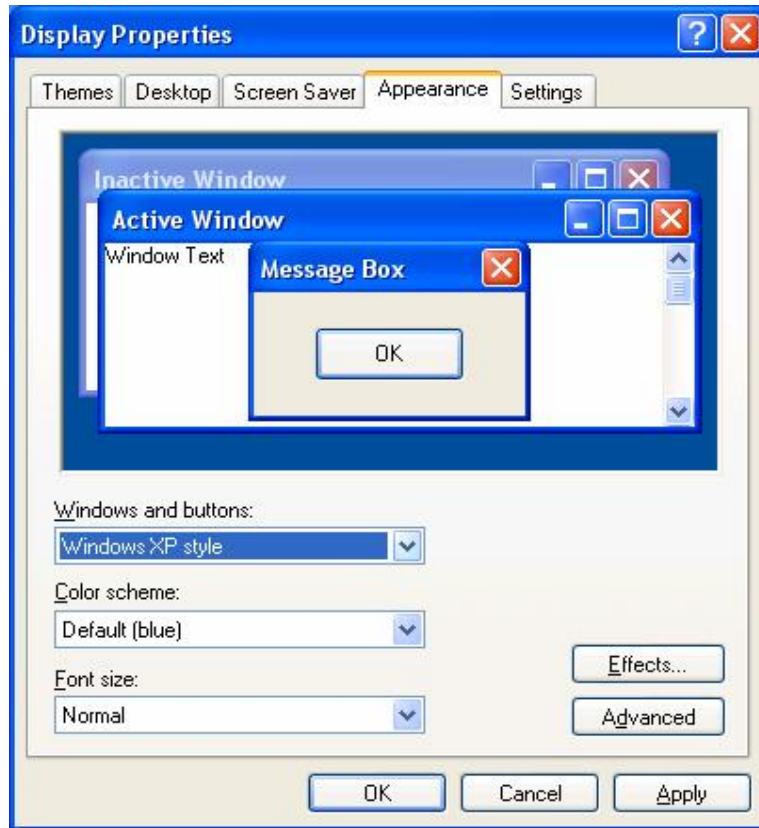 Display Properties
Themes Desktop Screen Saver Appearance Settings
Inactive Window
Active Window
Window Text
Message Box
OK
Windows and buttons:
Windows XP style
Color scheme:
Default (blue)
Effects...
Font size:
Normal
Advanced
OK Cancel Apply